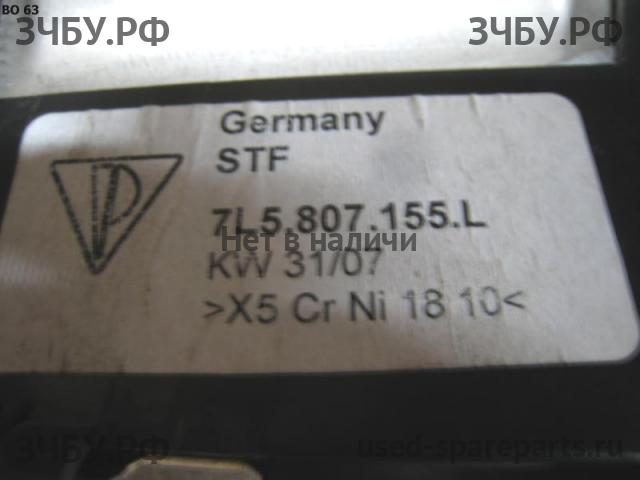 BO 63
ЗЧБУ.РФ ЗЧБУ.РФ
Germany
STF
P
7L5.807.155.L
Нет в наличии
KW 31/07
>X5 Cr Ni 18 10<
ЗЧБУ.РФ used-spareparts.ru